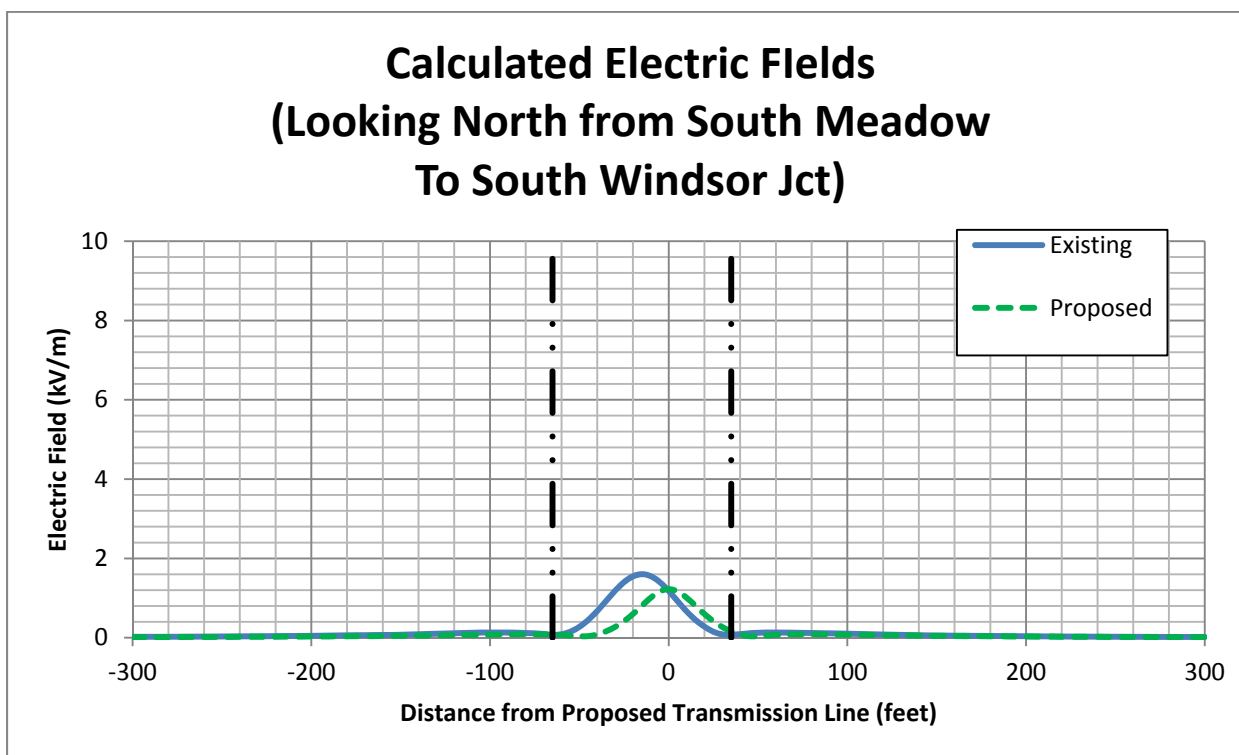 Calculated Electric FIelds
(Looking North from South Meadow
To South Windsor Jct)
Existing
Proposed
Electric Field (kV/m)
10
8
6
4
2
0
-300
-200
-100
0
100
200
300
Distance from Proposed Transmission Line (feet)